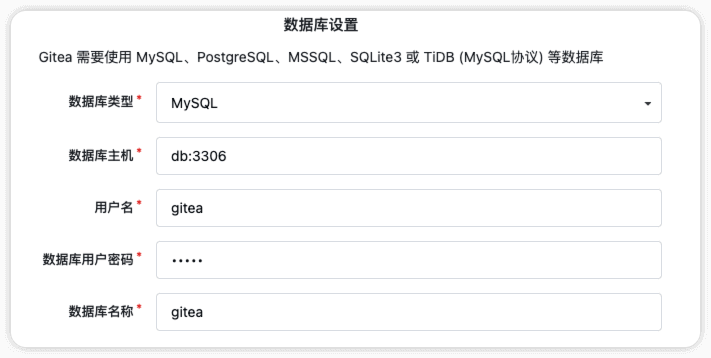 数据库设置
Gitea 需要使用 MySQL、PostgreSQL、MSSQL、SQLite3 或 TiDB (MySQL协议) 等数据库
数据库类型* MySQL
数据库主机* db:3306
用户名* gitea
数据库用户密码* •••••
数据库名称* gitea